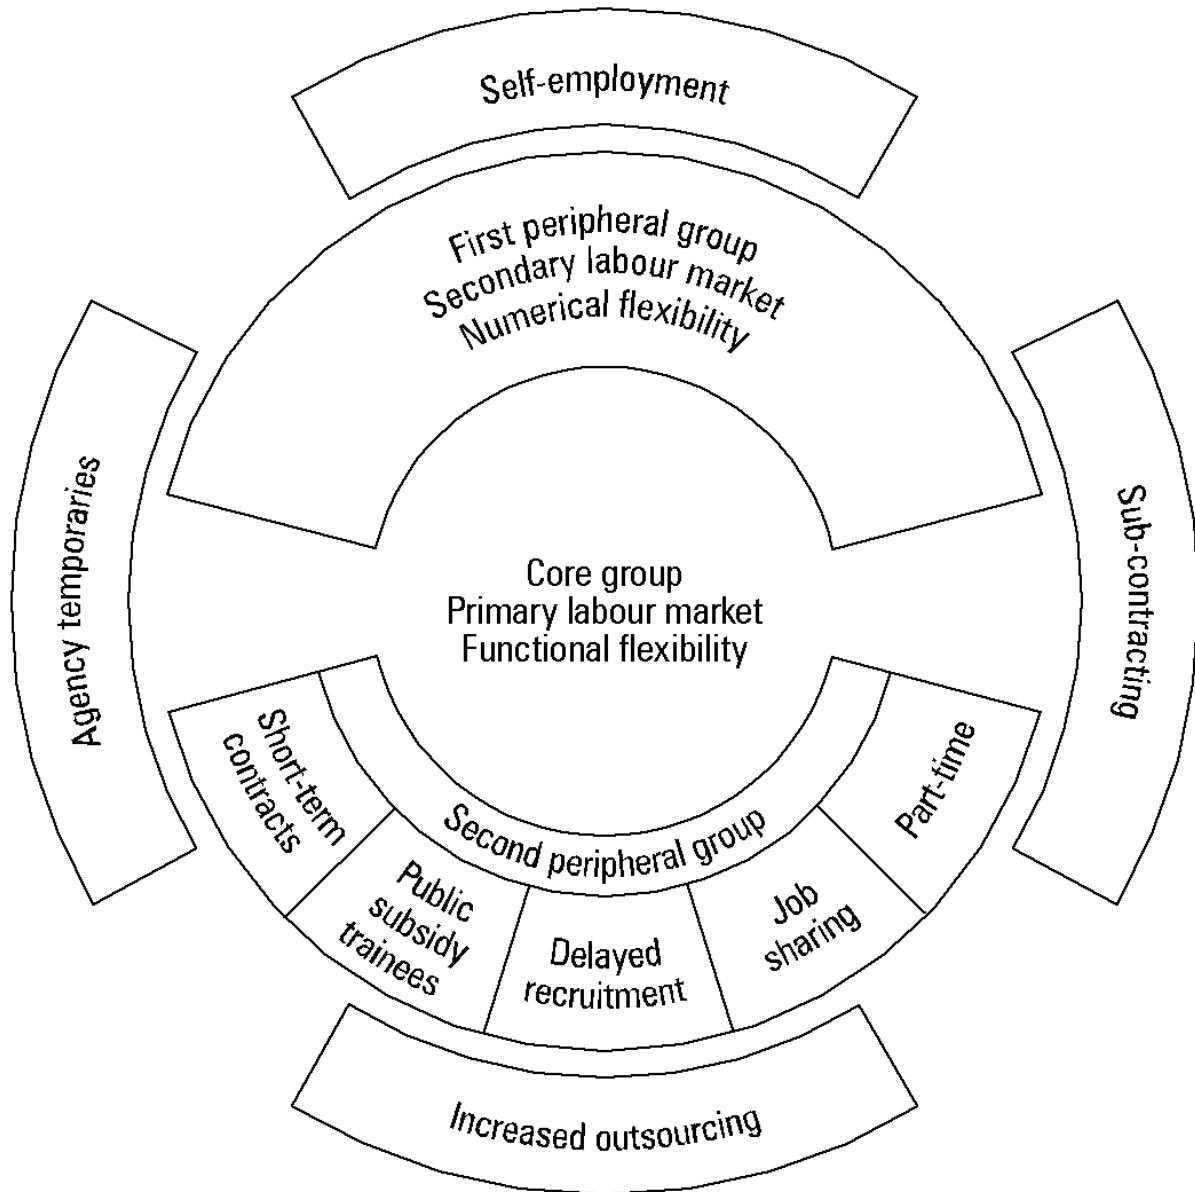 Self-employment
First peripheral group
Secondary labour market
Numerical flexibility
Agency temporaries
Sub-contracting
Core group
Primary labour market
Functional flexibility
Second peripheral group
Short-term
contracts
Public
subsidy
trainees
Delayed
recruitment
Job
sharing
Part-time
Increased outsourcing